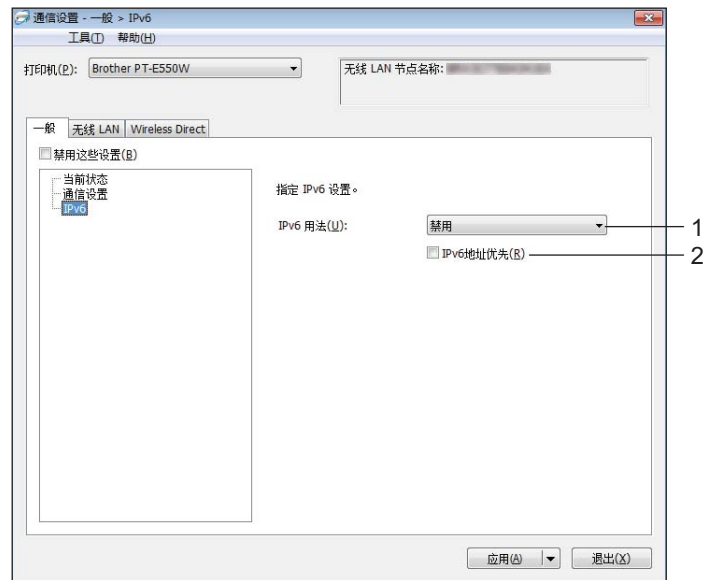 通信设置 - 一般 > IPv6
工具(T) 帮助(H)
打印机(P): Brother PT-E550W
无线 LAN 节点名称:
一般 无线 LAN Wireless Direct
禁用这些设置(B)
当前状态
通信设置
IPv6
指定 IPv6 设置。
IPv6 用法(U): 禁用
1
IPv6地址优先(R)
2
应用(A) 退出(X)